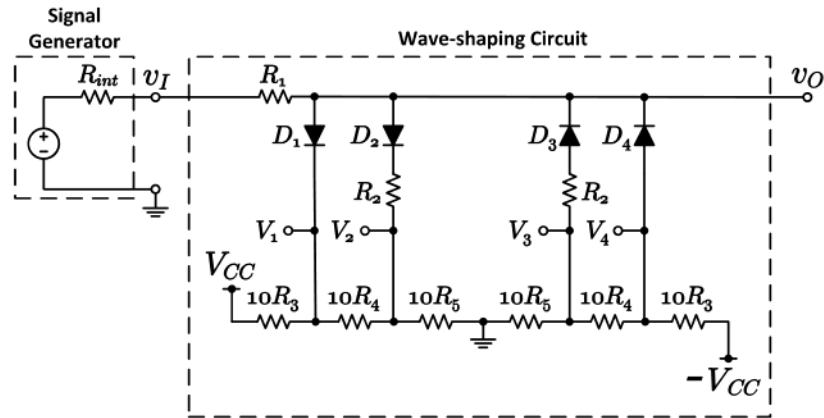 Signal
Generator
Wave-shaping Circuit
R_int
v_I
R_1
v_O
+
−
D_1
D_2
D_3
D_4
R_2
R_2
V_1
V_2
V_3
V_4
V_CC
10R_3
10R_4
10R_5
10R_5
10R_4
10R_3
−V_CC